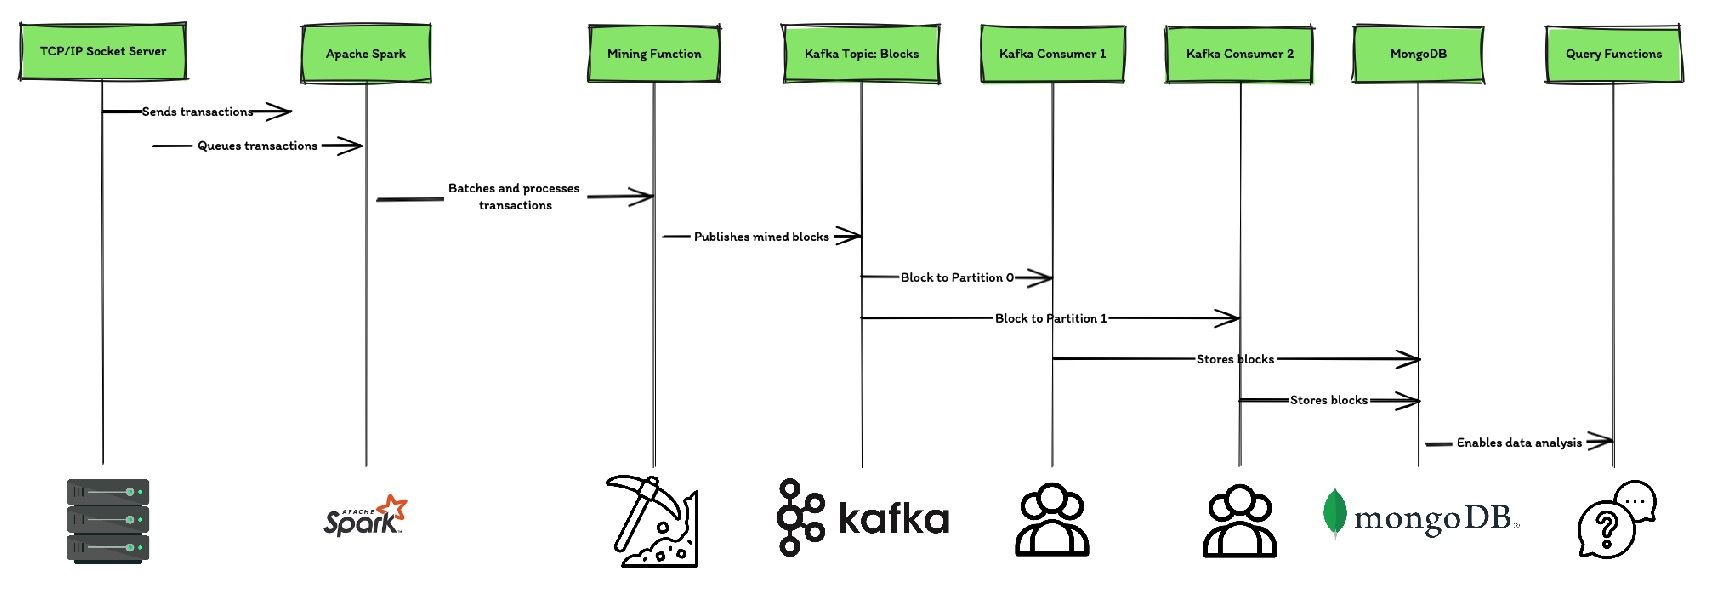 TCP/IP Socket Server
Apache Spark
Mining Function
Kafka Topic: Blocks
Kafka Consumer 1
Kafka Consumer 2
MongoDB
Query Functions
Sends transactions
Queues transactions
Batches and processes
transactions
Publishes mined blocks
Block to Partition 0
Block to Partition 1
Stores blocks
Stores blocks
Enables data analysis
APACHE
Spark
kafka
mongoDB®
?